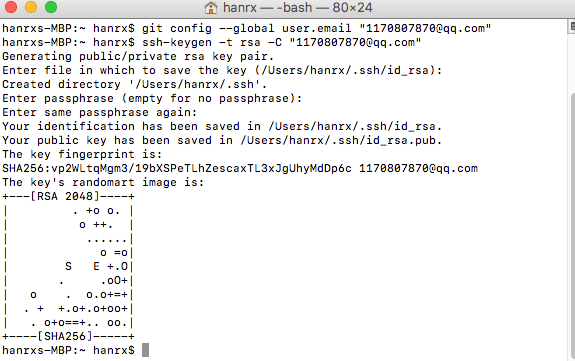 hanrx — -bash — 80×24
hanrxs-MBP:~ hanrx$ git config --global user.email "1170807870@qq.com"
hanrxs-MBP:~ hanrx$ ssh-keygen -t rsa -C "1170807870@qq.com"
Generating public/private rsa key pair.
Enter file in which to save the key (/Users/hanrx/.ssh/id_rsa):
Created directory '/Users/hanrx/.ssh'.
Enter passphrase (empty for no passphrase):
Enter same passphrase again:
Your identification has been saved in /Users/hanrx/.ssh/id_rsa.
Your public key has been saved in /Users/hanrx/.ssh/id_rsa.pub.
The key fingerprint is:
SHA256:vp2WLtqMgm3/19bXSPeTLhZescaxTL3xJgUhyMdDp6c 1170807870@qq.com
The key's randomart image is:
+---[RSA 2048]----+
|         . +o o. |
|          o ++.  |
|           ......|
|             o =o|
|        S   E +.O|
|       .     .oO+|
|   o    .  o.o+=+|
|  . +  +.o+.o+oo+|
|   . o+o==+.. oo.|
+----[SHA256]-----+
hanrxs-MBP:~ hanrx$